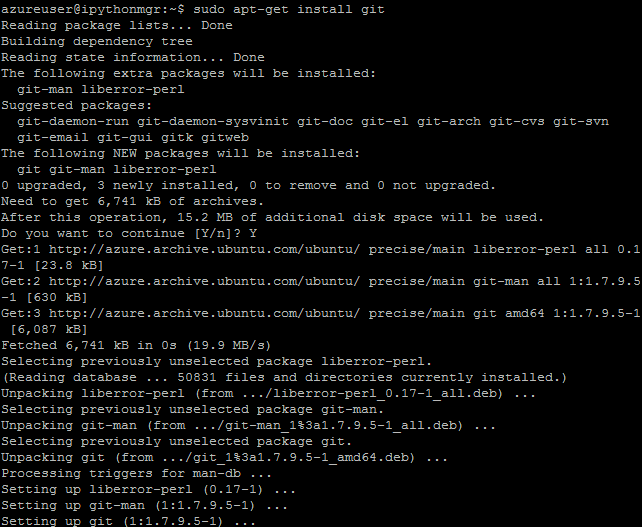 azureuser@ipythonmgr:~$ sudo apt-get install git
Reading package lists... Done
Building dependency tree
Reading state information... Done
The following extra packages will be installed:
  git-man liberror-perl
Suggested packages:
  git-daemon-run git-daemon-sysvinit git-doc git-el git-arch git-cvs git-svn
  git-email git-gui gitk gitweb
The following NEW packages will be installed:
  git git-man liberror-perl
0 upgraded, 3 newly installed, 0 to remove and 0 not upgraded.
Need to get 6,741 kB of archives.
After this operation, 15.2 MB of additional disk space will be used.
Do you want to continue [Y/n]? Y
Get:1 http://azure.archive.ubuntu.com/ubuntu/ precise/main liberror-perl all 0.1
7-1 [23.8 kB]
Get:2 http://azure.archive.ubuntu.com/ubuntu/ precise/main git-man all 1:1.7.9.5
-1 [630 kB]
Get:3 http://azure.archive.ubuntu.com/ubuntu/ precise/main git amd64 1:1.7.9.5-1
 [6,087 kB]
Fetched 6,741 kB in 0s (19.9 MB/s)
Selecting previously unselected package liberror-perl.
(Reading database ... 50831 files and directories currently installed.)
Unpacking liberror-perl (from .../liberror-perl_0.17-1_all.deb) ...
Selecting previously unselected package git-man.
Unpacking git-man (from .../git-man_1%3a1.7.9.5-1_all.deb) ...
Selecting previously unselected package git.
Unpacking git (from .../git_1%3a1.7.9.5-1_amd64.deb) ...
Processing triggers for man-db ...
Setting up liberror-perl (0.17-1) ...
Setting up git-man (1:1.7.9.5-1) ...
Setting up git (1:1.7.9.5-1) ...